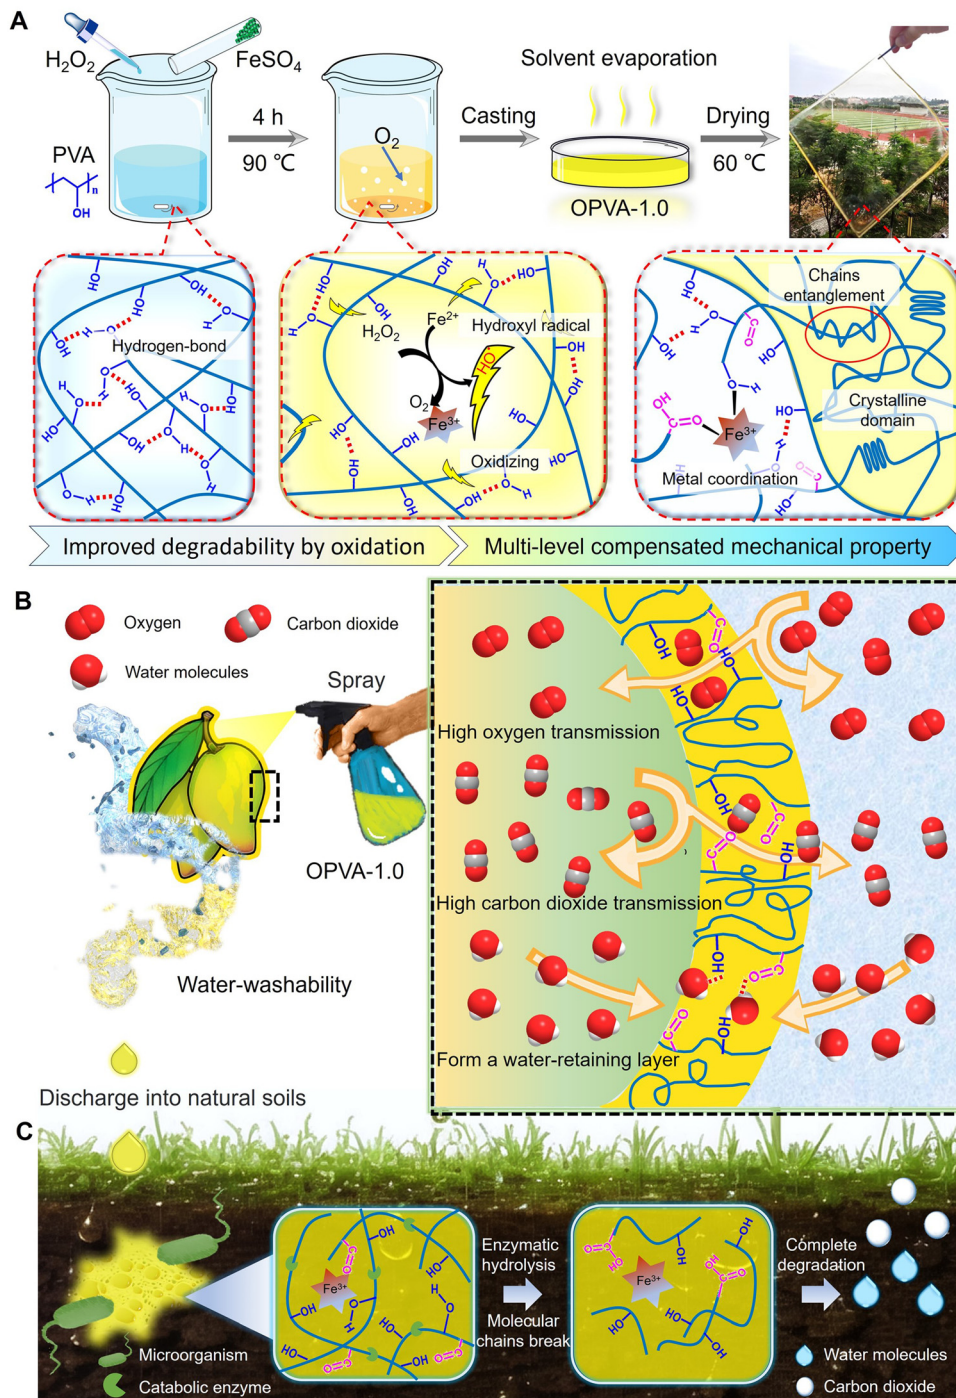 A
H₂O₂
FeSO₄
PVA
n
OH
4 h
90 ℃
O₂
Casting
Solvent evaporation
OPVA-1.0
Drying
60 ℃
Hydrogen-bond
H₂O₂
Fe²⁺
Hydroxyl radical
HO
O₂
Fe³⁺
Oxidizing
Chains
entanglement
Crystalline
domain
Fe³⁺
Metal coordination
Improved degradability by oxidation
Multi-level compensated mechanical property
B
Oxygen
Carbon dioxide
Water molecules
Spray
OPVA-1.0
Water-washability
Discharge into natural soils
High oxygen transmission
High carbon dioxide transmission
Form a water-retaining layer
C
Fe³⁺
Enzymatic
hydrolysis
Molecular
chains break
Fe³⁺
Complete
degradation
Microorganism
Catabolic enzyme
Water molecules
Carbon dioxide